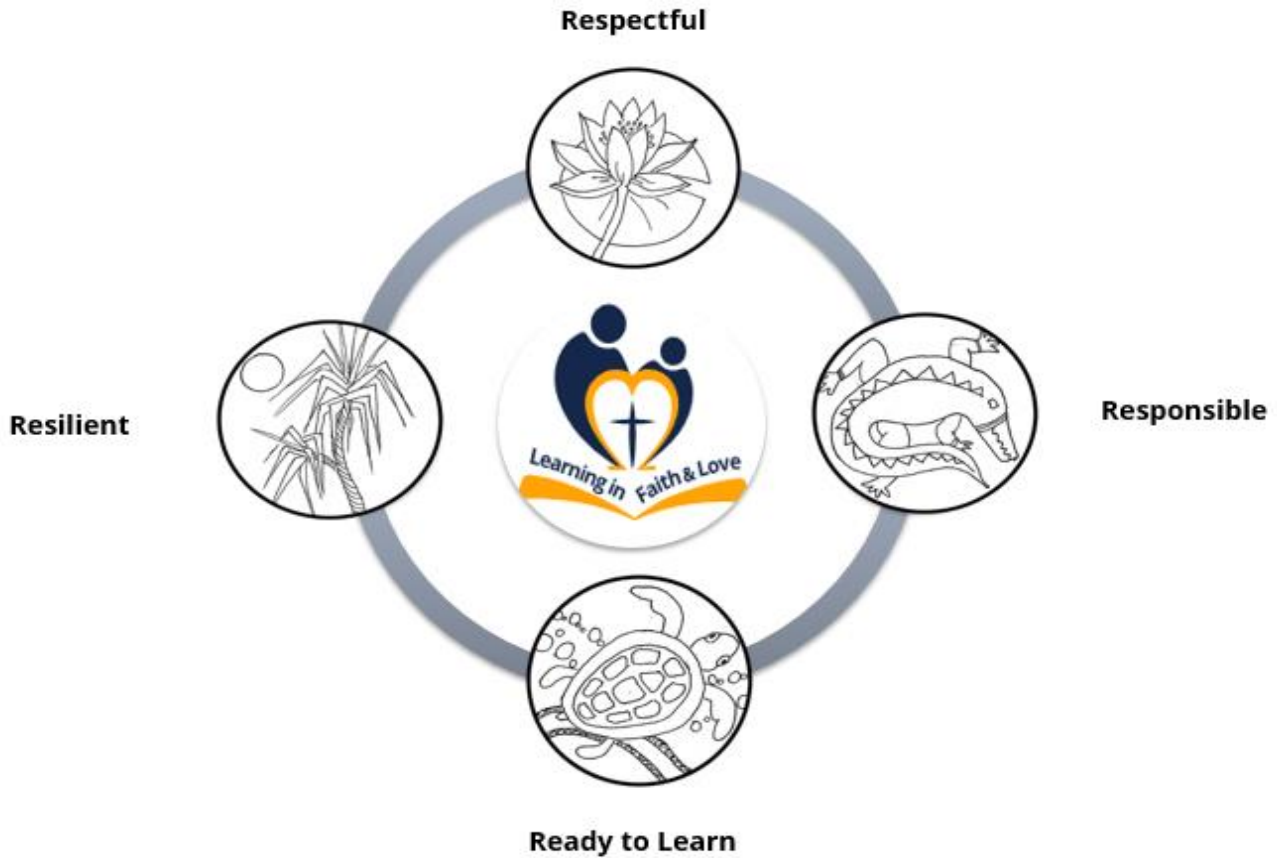 Respectful
Resilient
Responsible
Learning in Faith & Love
Ready to Learn